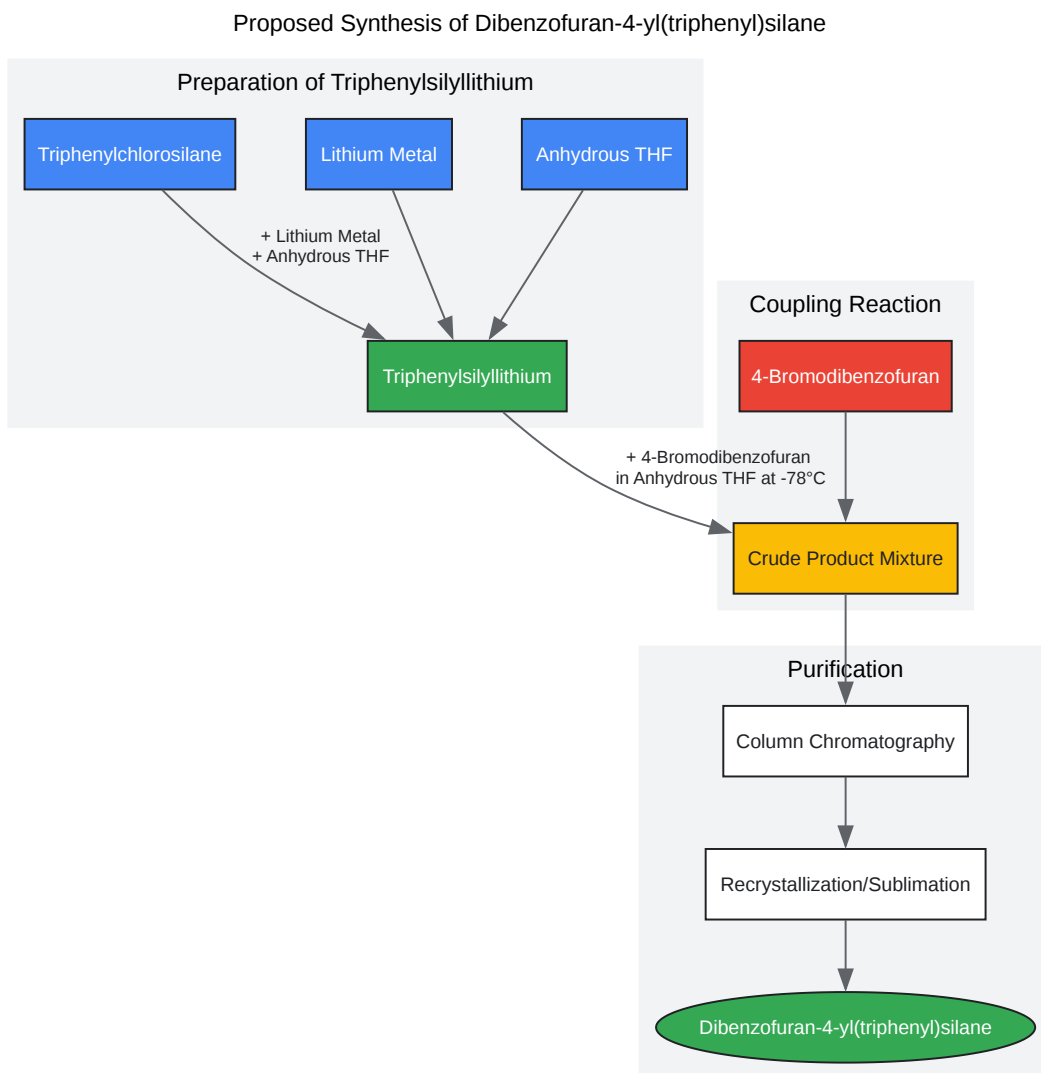 Proposed Synthesis of Dibenzofuran-4-yl(triphenyl)silane
Preparation of Triphenylsilyllithium
Triphenylchlorosilane
Lithium Metal
Anhydrous THF
+ Lithium Metal
+ Anhydrous THF
Triphenylsilyllithium
Coupling Reaction
4-Bromodibenzofuran
+ 4-Bromodibenzofuran
in Anhydrous THF at -78°C
Crude Product Mixture
Purification
Column Chromatography
Recrystallization/Sublimation
Dibenzofuran-4-yl(triphenyl)silane